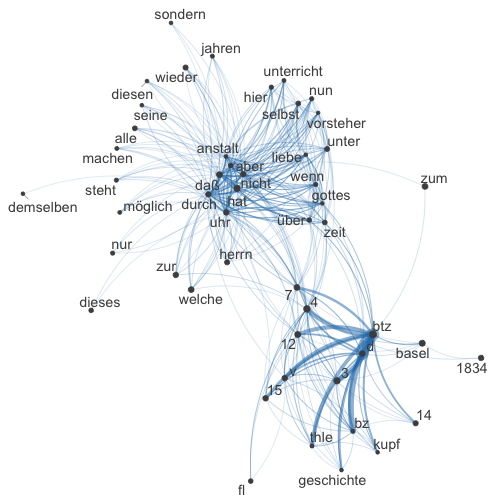 sondern
jahren
wieder
unterricht
diesen
hier
nun
seine
selbst
vorsteher
alle
unter
machen
anstalt
aber
liebe
steht
daß
nicht
wenn
zum
demselben
durch
hat
gottes
möglich
uhr
über
zeit
nur
herrn
zur
welche
7
dieses
4
btz
12
d
basel
1834
v
3
15
14
thle
bz
kupf
geschichte
fl